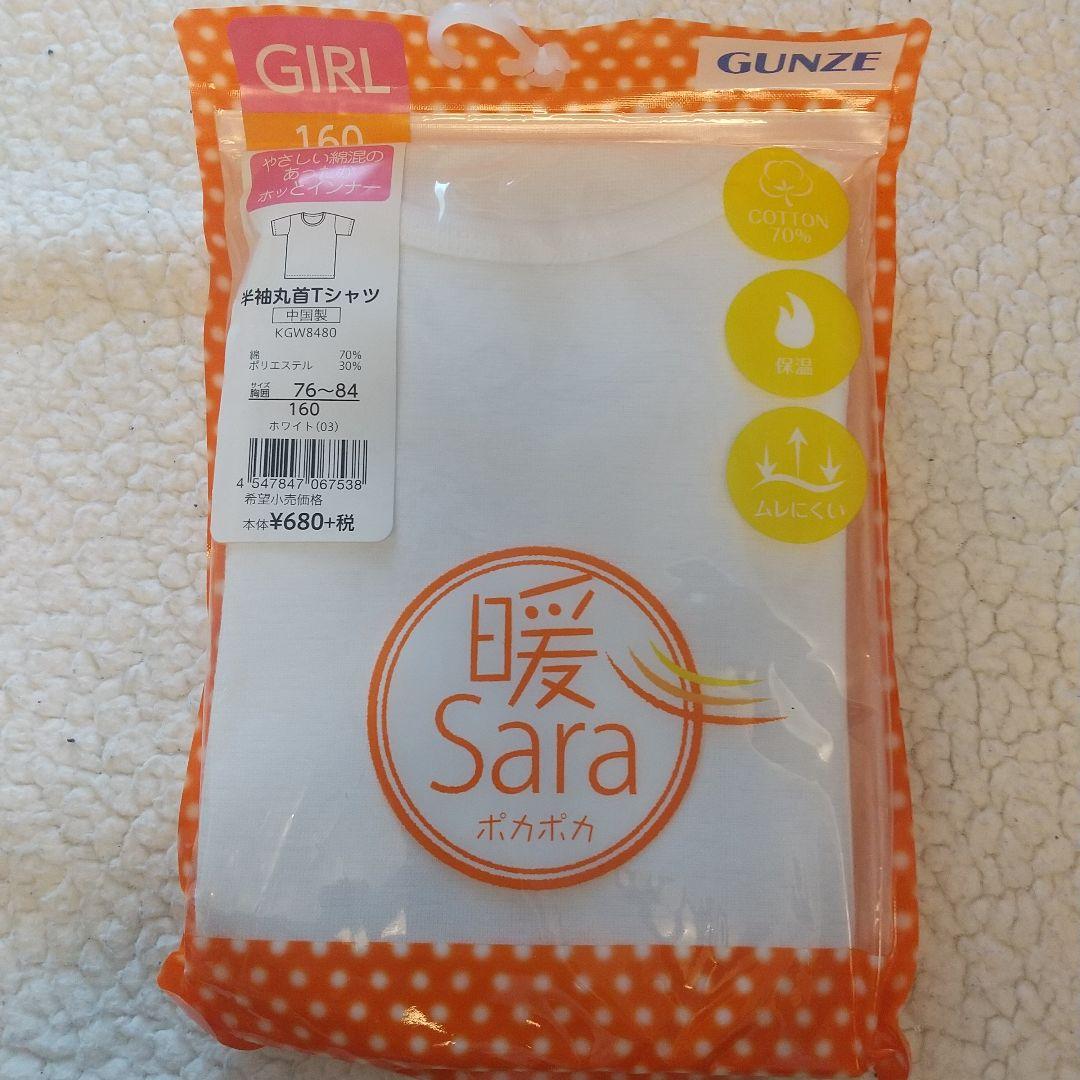 GIRL
GUNZE
160
やさしい綿混の
あったか
ホッとインナー
半袖丸首Tシャツ
中国製
KGW8480
綿 70%
ポリエステル 30%
サイズ
胸囲 76～84
160
ホワイト(03)
4 547847 067538
希望小売価格
本体¥680+税
COTTON
70%
保温
ムレにくい
暖
Sara
ポカポカ